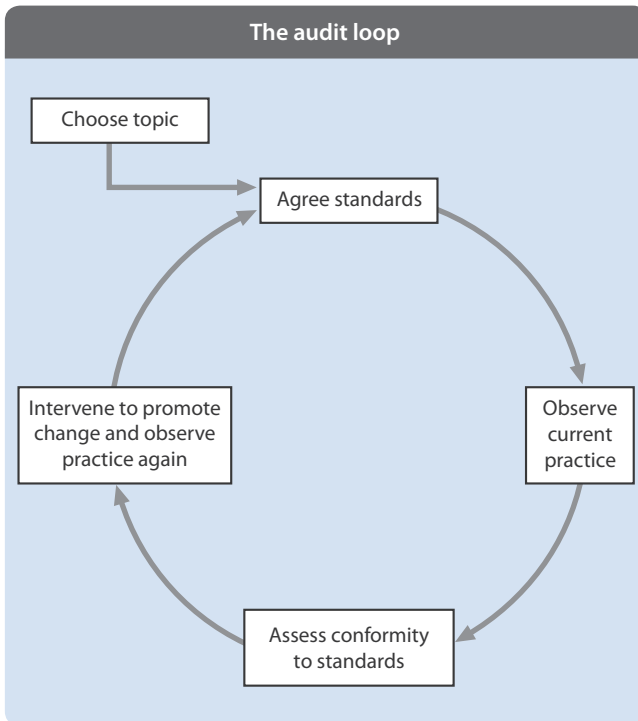 The audit loop
Choose topic
Agree standards
Observe
current
practice
Assess conformity
to standards
Intervene to promote
change and observe
practice again